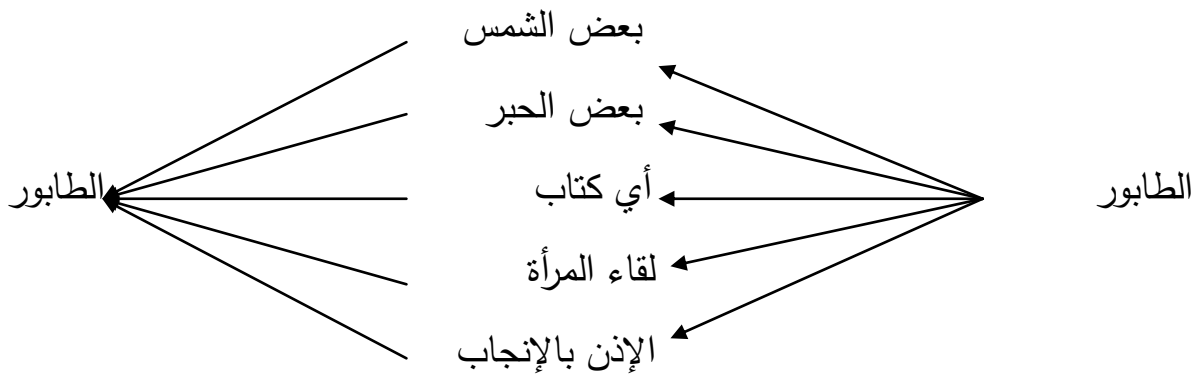 بعض الشمس
بعض الحبر
الطابور أي كتاب الطابور
لقاء المرأة
الإذن بالإنجاب